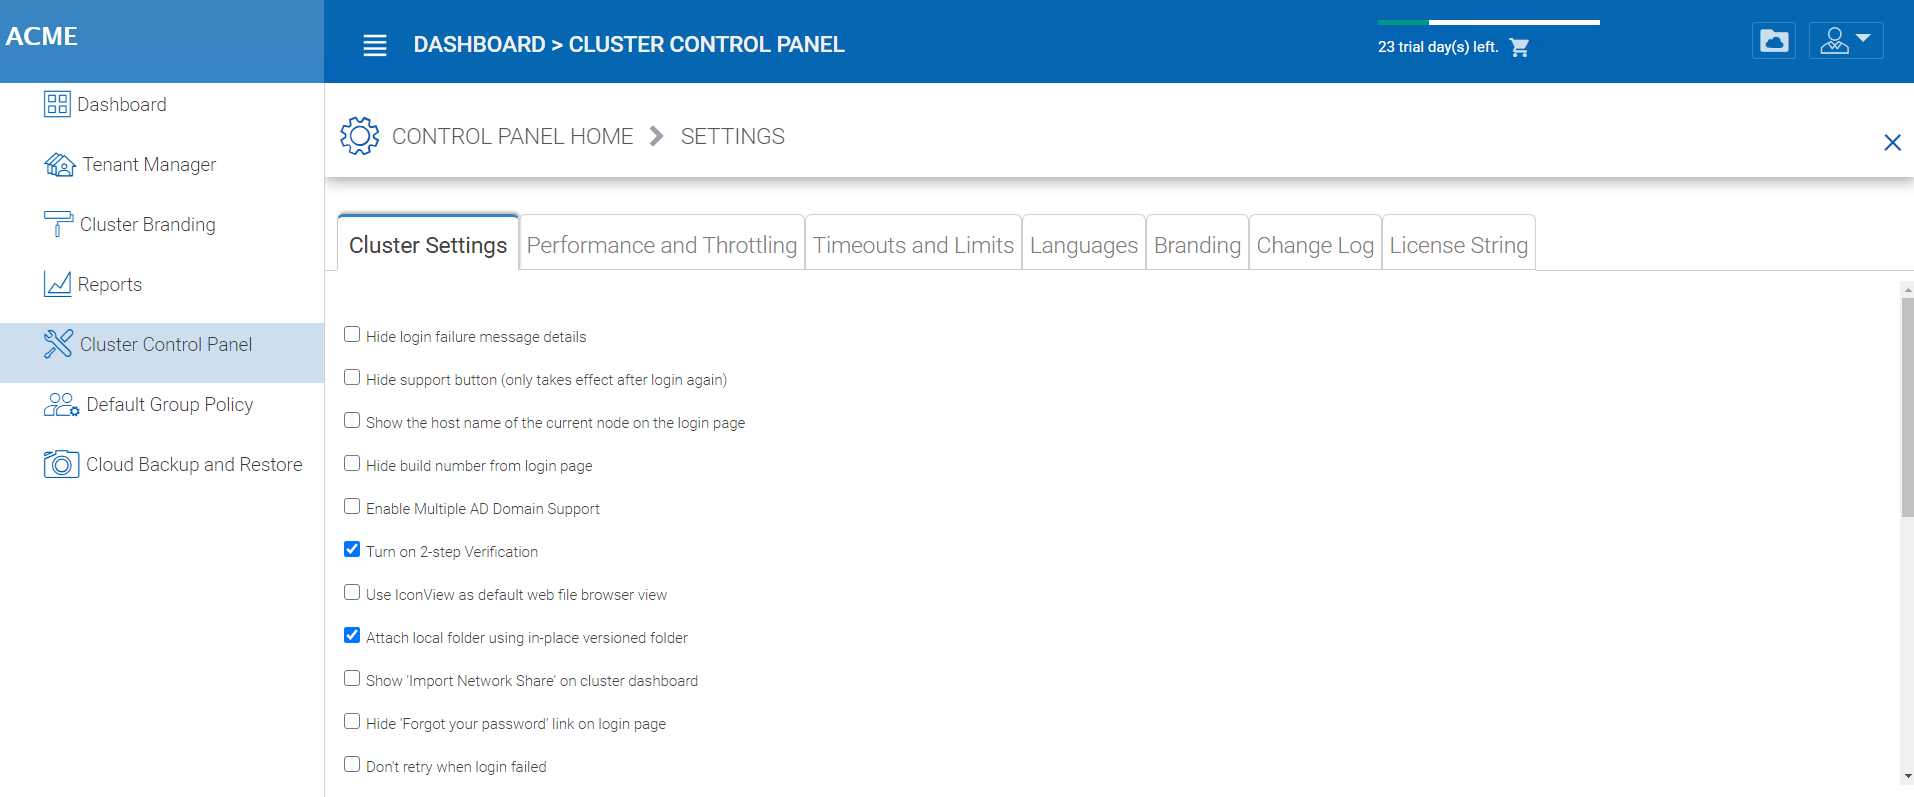 ACME
DASHBOARD > CLUSTER CONTROL PANEL
23 trial day(s) left.
Dashboard
Tenant Manager
Cluster Branding
Reports
Cluster Control Panel
Default Group Policy
Cloud Backup and Restore
CONTROL PANEL HOME SETTINGS
Cluster Settings Performance and Throttling Timeouts and Limits Languages Branding Change Log License String
Hide login failure message details
Hide support button (only takes effect after login again)
Show the host name of the current node on the login page
Hide build number from login page
Enable Multiple AD Domain Support
Turn on 2-step Verification
Use IconView as default web file browser view
Attach local folder using in-place versioned folder
Show 'Import Network Share' on cluster dashboard
Hide 'Forgot your password' link on login page
Don't retry when login failed